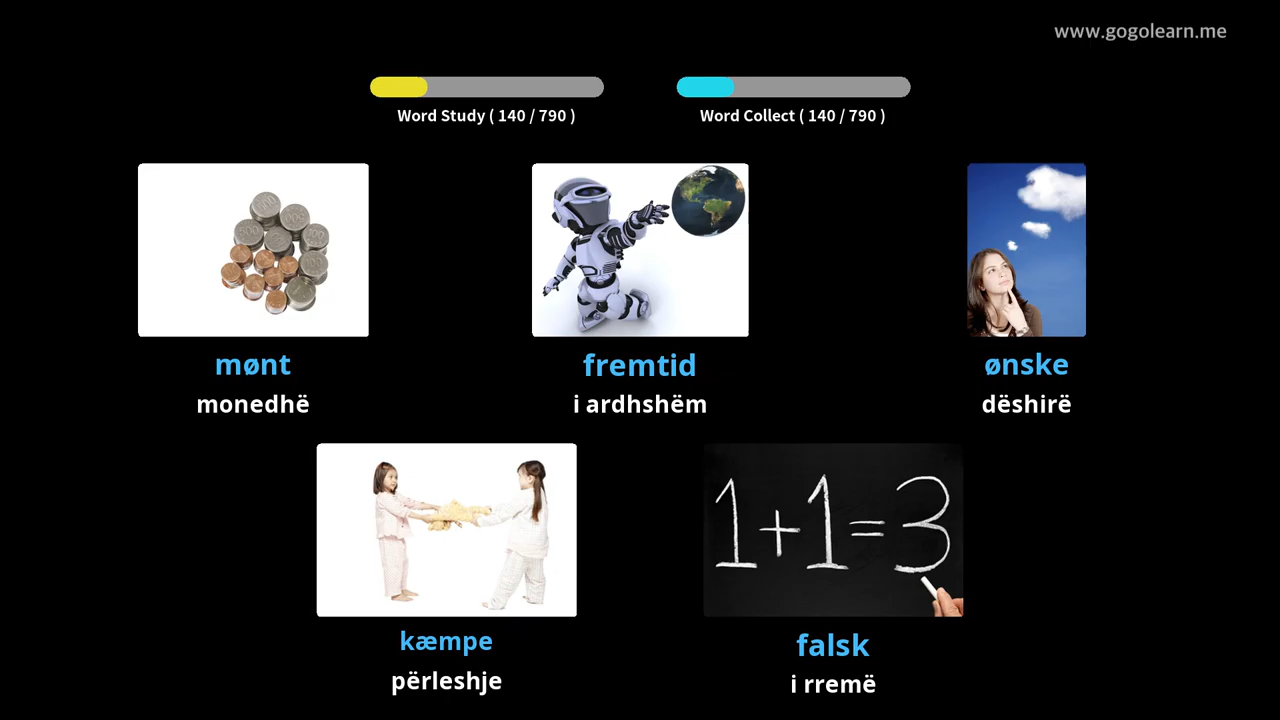 www.gogolearn.me
Word Study ( 140 / 790 )
Word Collect ( 140 / 790 )
mønt
monedhë
fremtid
i ardhshëm
ønske
dëshirë
1+1=3
kæmpe
përleshje
falsk
i rremë